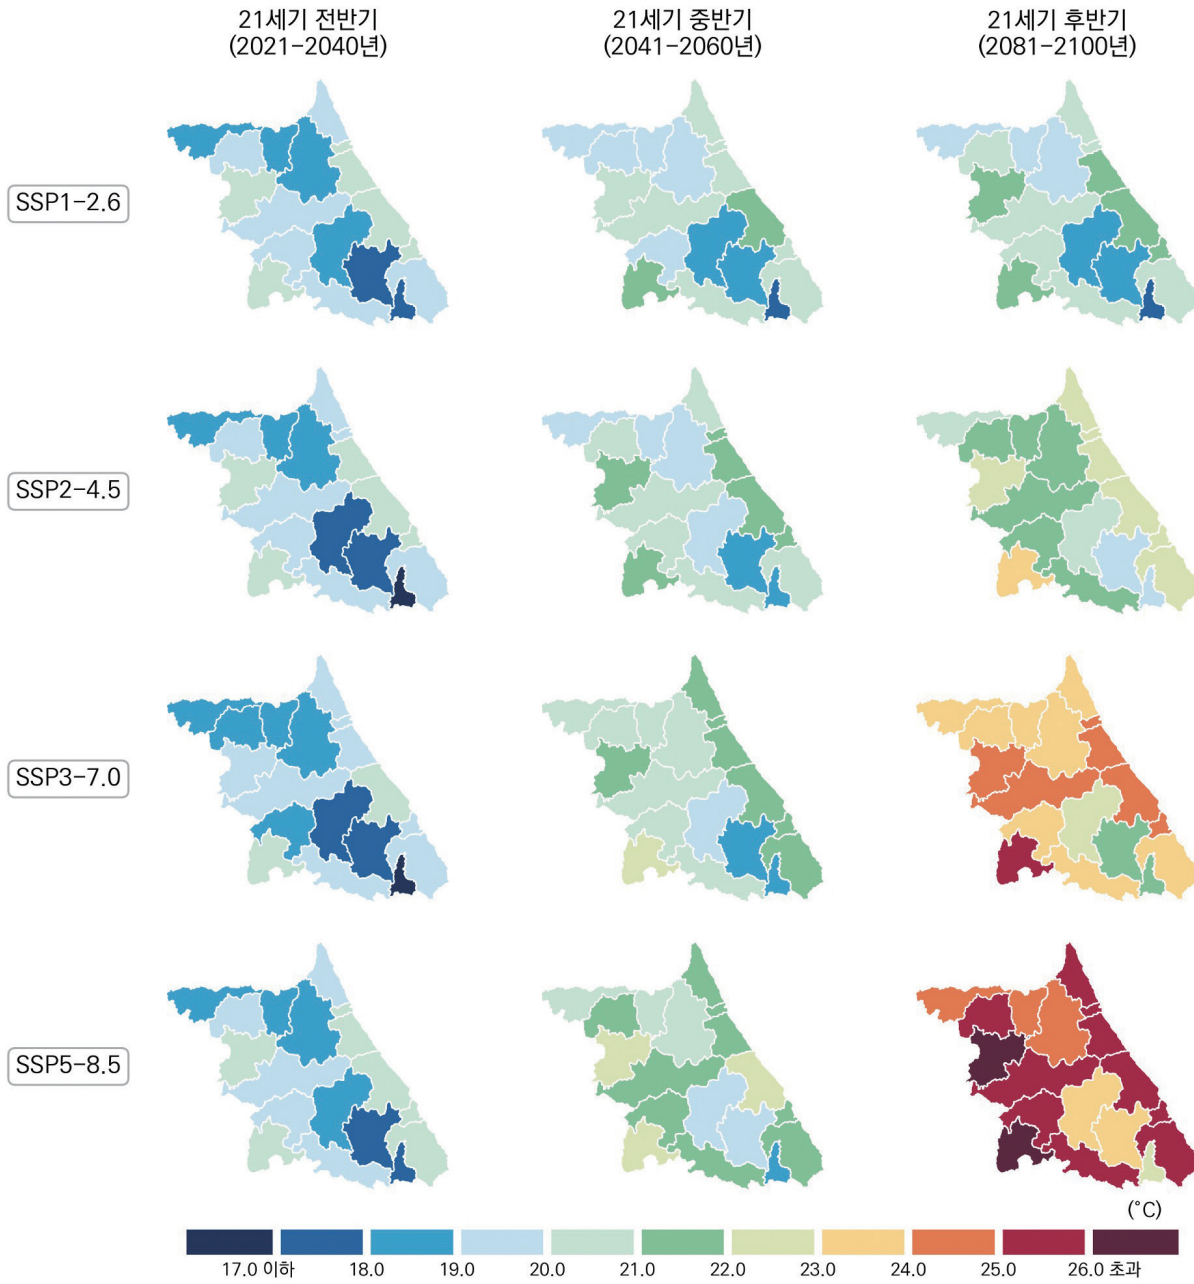 21세기 전반기
(2021-2040년)
21세기 중반기
(2041-2060년)
21세기 후반기
(2081-2100년)
SSP1-2.6
SSP2-4.5
SSP3-7.0
SSP5-8.5
(°C)
17.0 이하 18.0 19.0 20.0 21.0 22.0 23.0 24.0 25.0 26.0 초과